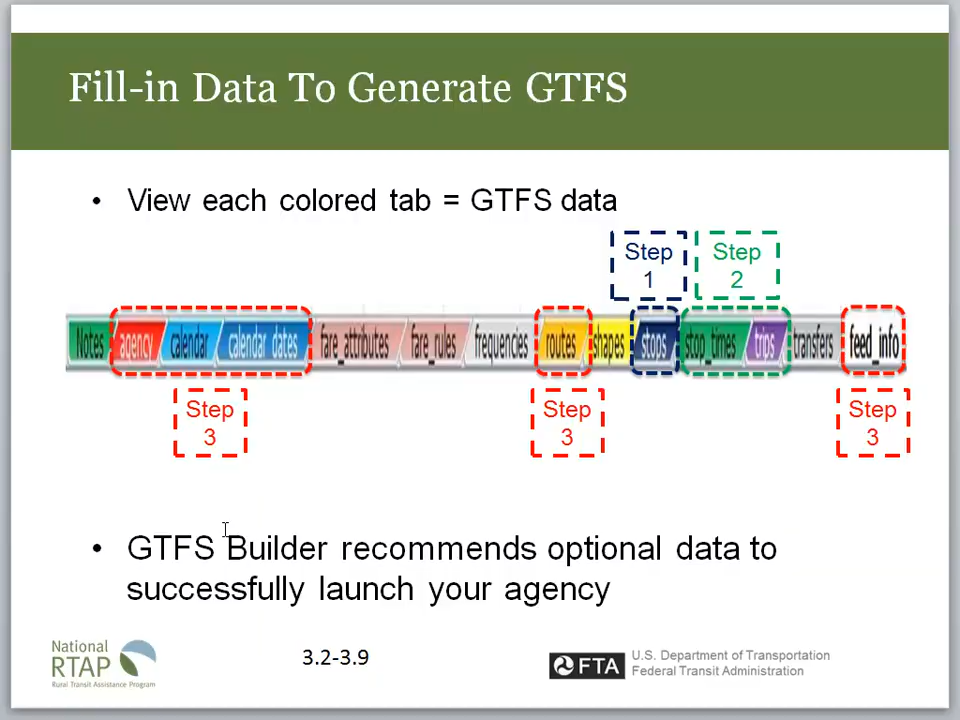 Fill-in Data To Generate GTFS
• View each colored tab = GTFS data
Step
1
Step
2
Notes agency calendar calendar_dates fare_attributes fare_rules frequencies routes shapes stops stop_times trips transfers feed_info
Step
3
Step
3
Step
3
• GTFS Builder recommends optional data to
successfully launch your agency
National
RTAP
Rural Transit Assistance Program
3.2-3.9
FTA
U.S. Department of Transportation
Federal Transit Administration